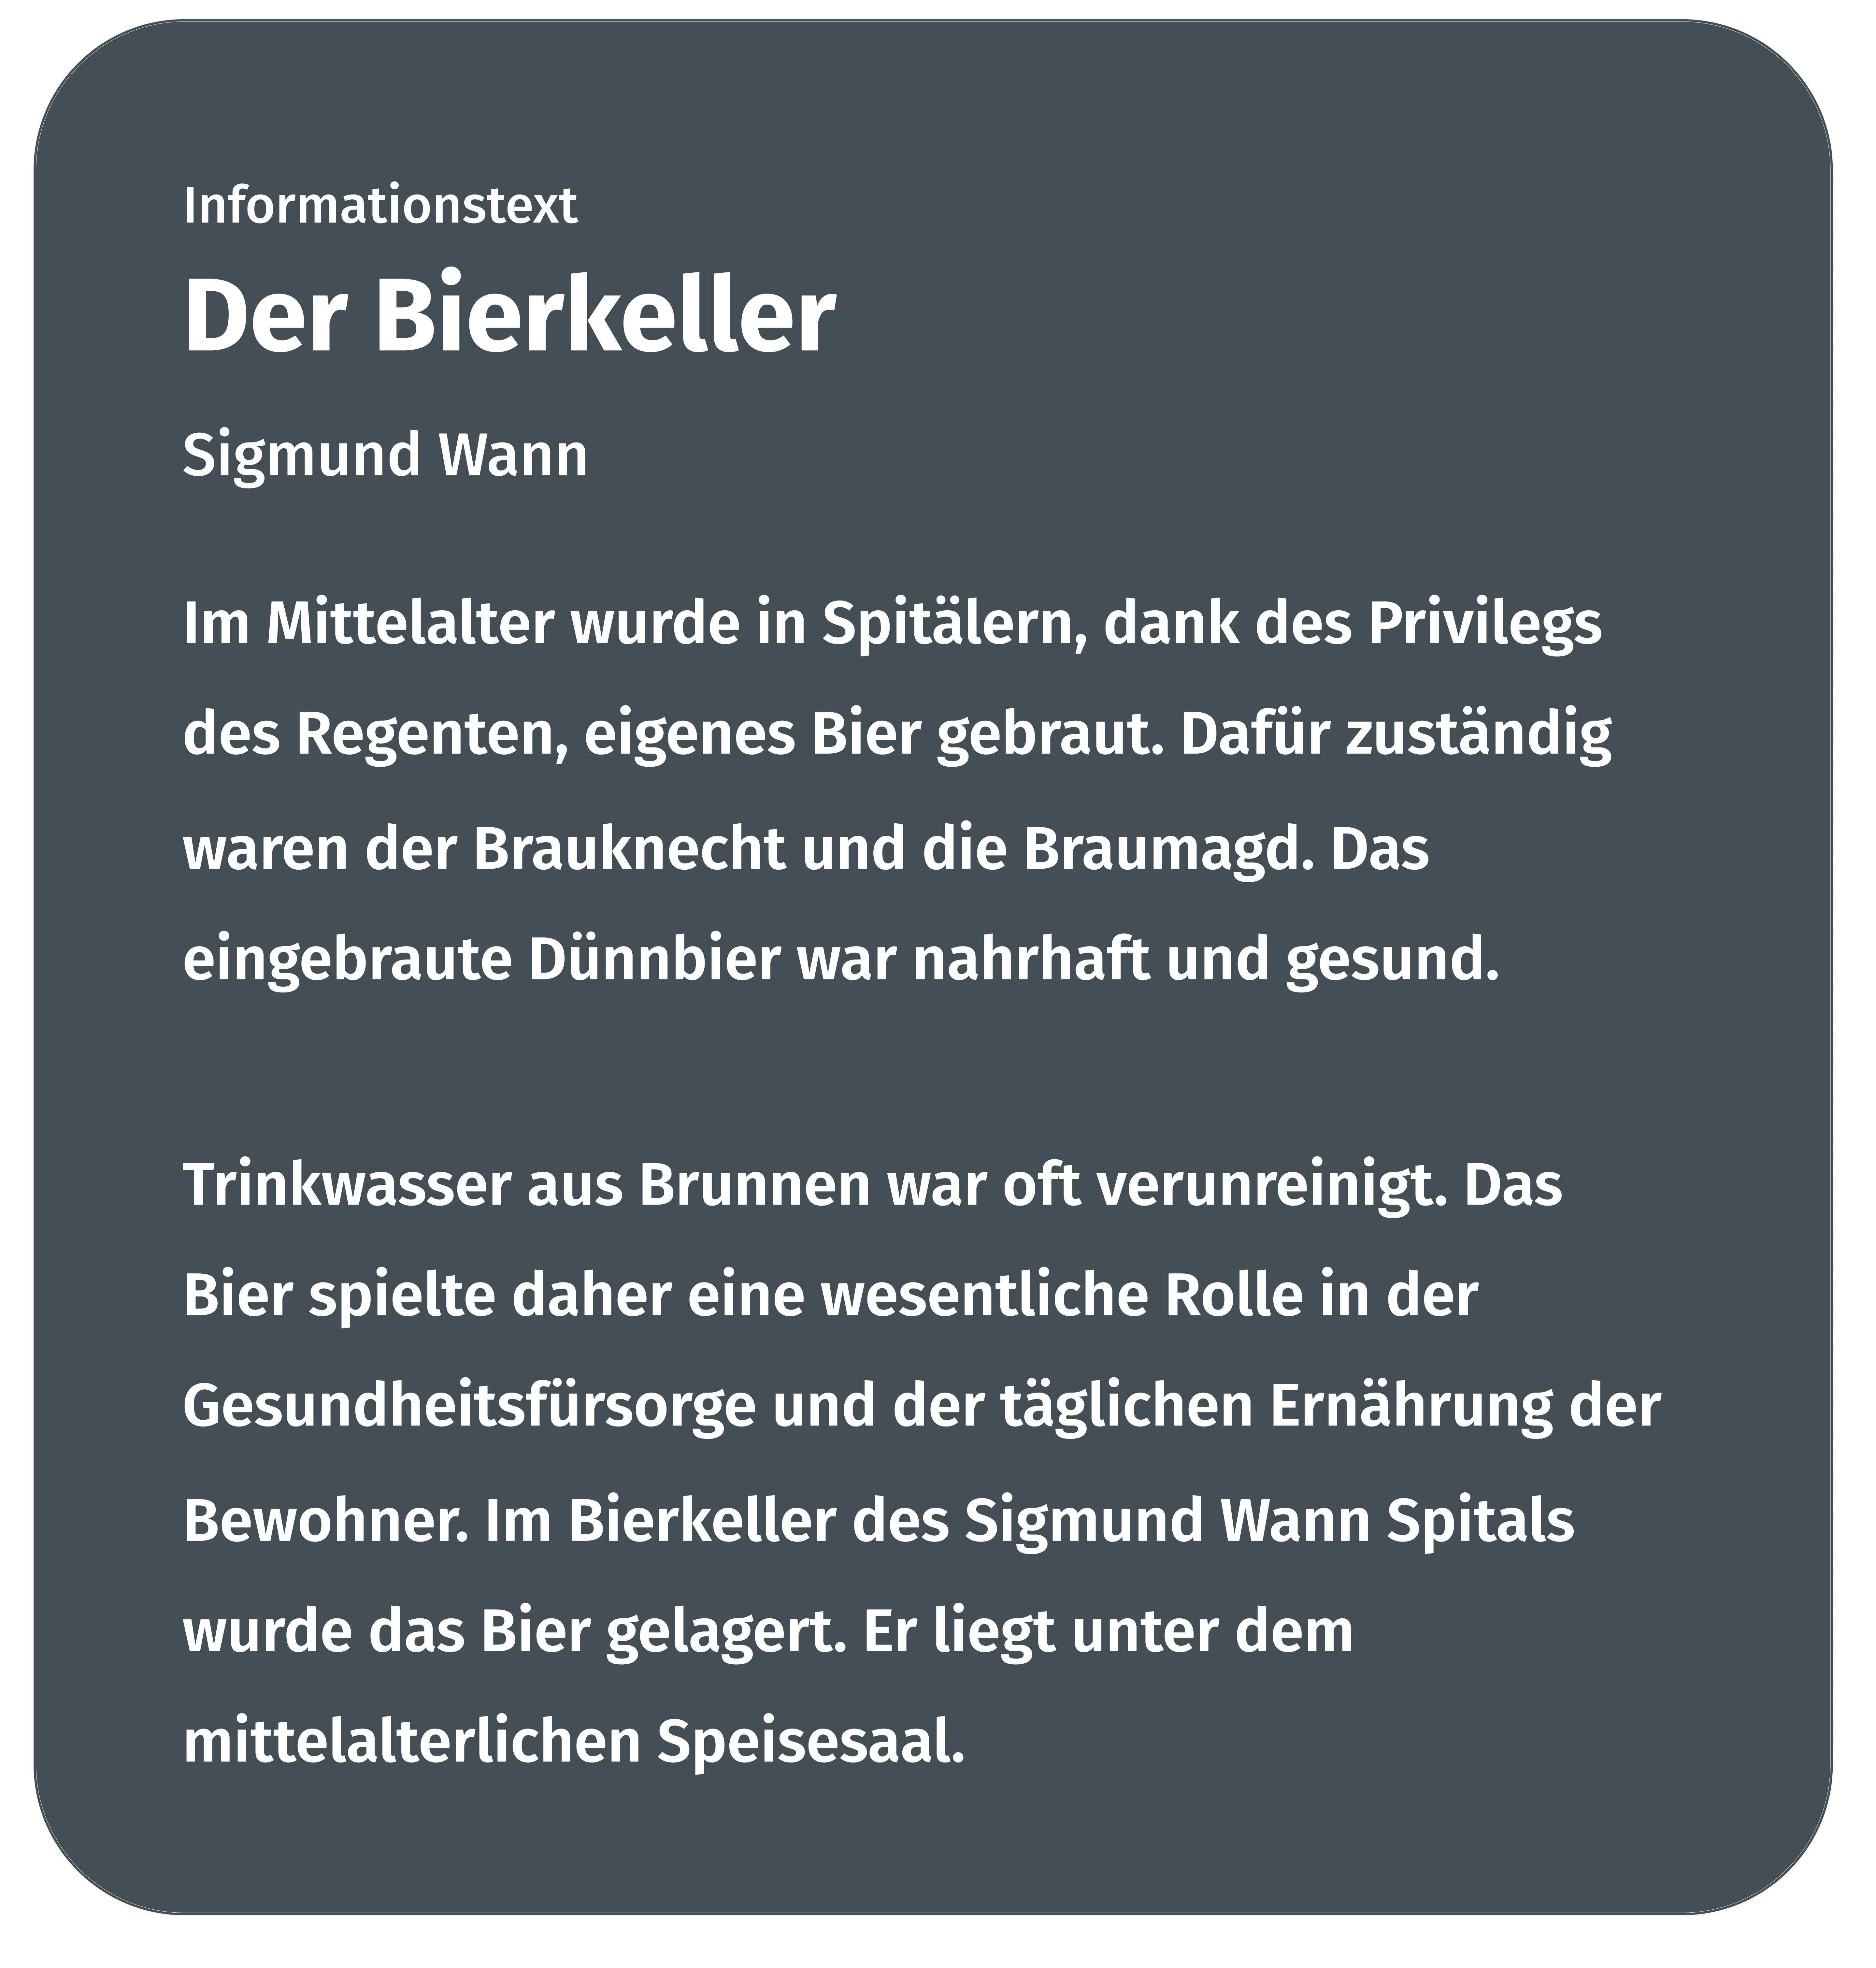 Informationstext
Der Bierkeller
Sigmund Wann
Im Mittelalter wurde in Spitälern, dank des Privilegs
des Regenten, eigenes Bier gebraut. Dafür zuständig
waren der Brauknecht und die Braumagd. Das
eingebraute Dünnbier war nahrhaft und gesund.
Trinkwasser aus Brunnen war oft verunreinigt. Das
Bier spielte daher eine wesentliche Rolle in der
Gesundheitsfürsorge und der täglichen Ernährung der
Bewohner. Im Bierkeller des Sigmund Wann Spitals
wurde das Bier gelagert. Er liegt unter dem
mittelalterlichen Speisesaal.